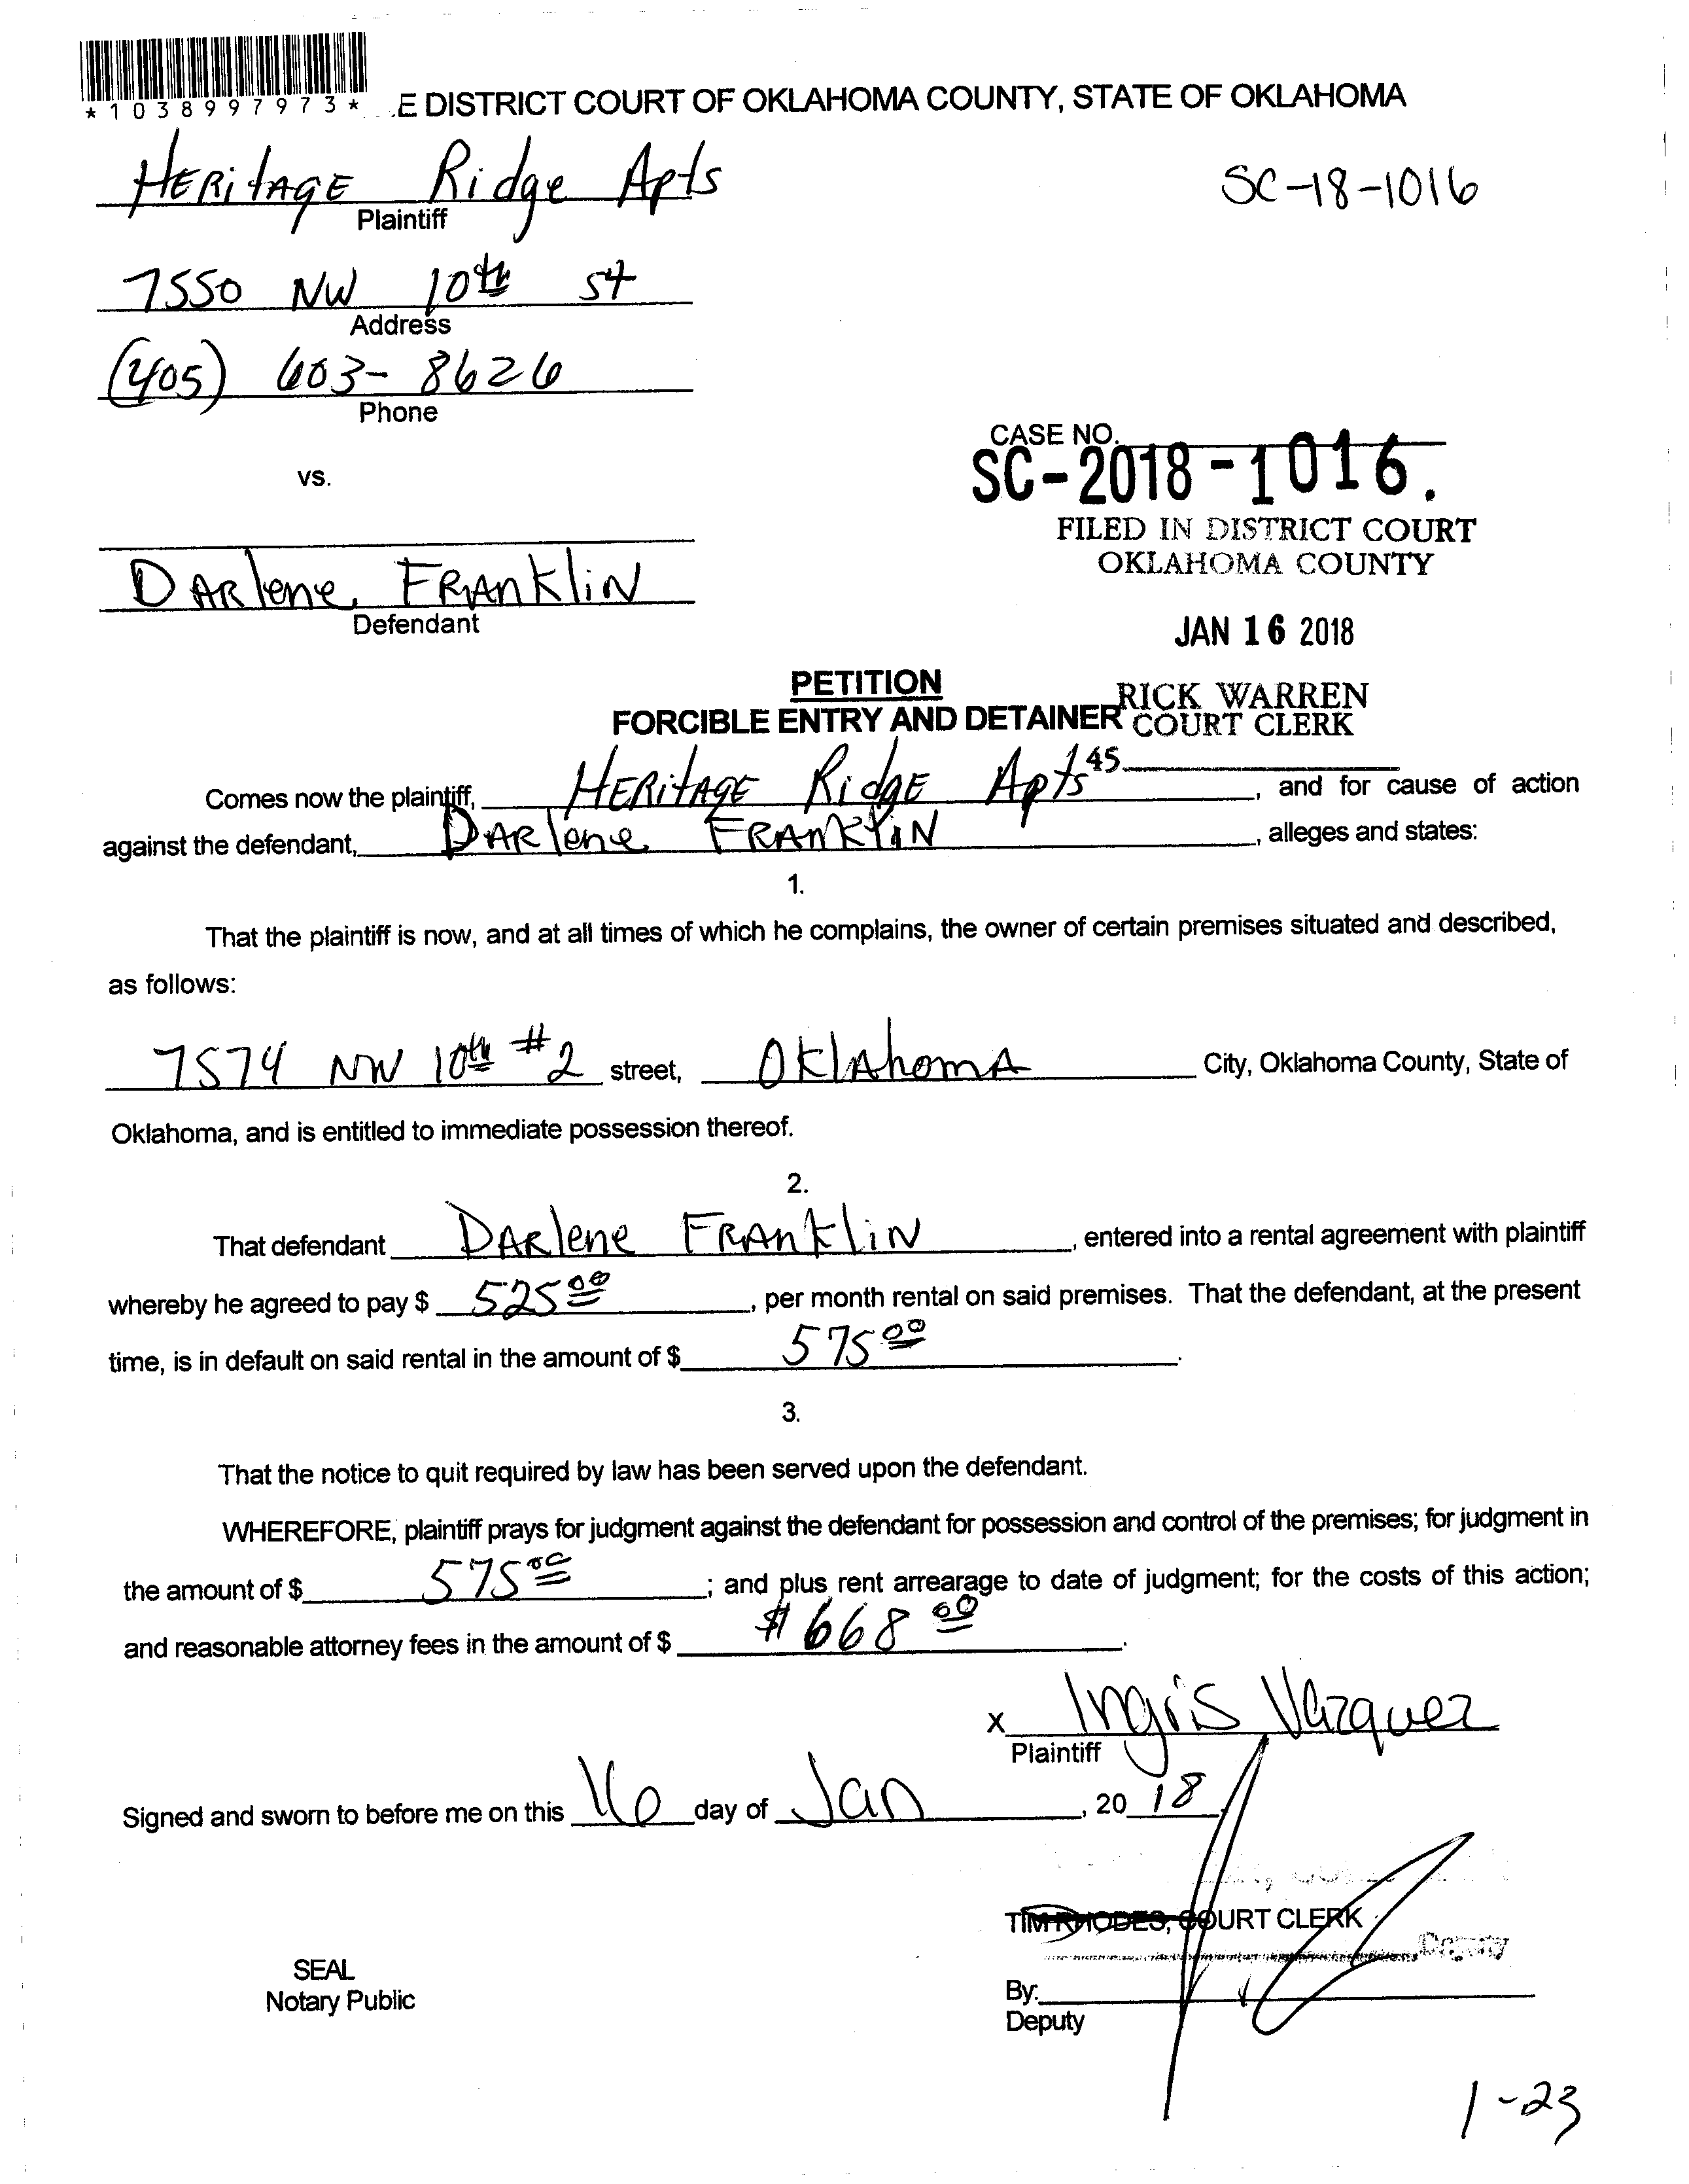 *1038997973* .E DISTRICT COURT OF OKLAHOMA COUNTY, STATE OF OKLAHOMA
HERitAGE Ridge Apts
Plaintiff
SC-18-1016
7550 NW 10th St
Address
(405) 603-8626
Phone
CASE NO.
SC-2018-1016.
vs.
FILED IN DISTRICT COURT
OKLAHOMA COUNTY
DARlene FRANKliN
Defendant
JAN 16 2018
PETITION
FORCIBLE ENTRY AND DETAINER
RICK WARREN
COURT CLERK
45
Comes now the plaintiff, HERitAGE RidgE Apts, and for cause of action
against the defendant, DARlene FRANKliN, alleges and states:
1.
That the plaintiff is now, and at all times of which he complains, the owner of certain premises situated and described,
as follows:
7574 NW 10th #2 street, OklAhomA City, Oklahoma County, State of
Oklahoma, and is entitled to immediate possession thereof.
2.
That defendant DARlene FRANKliN, entered into a rental agreement with plaintiff
whereby he agreed to pay $ 525 00, per month rental on said premises. That the defendant, at the present
time, is in default on said rental in the amount of $ 575 00.
3.
That the notice to quit required by law has been served upon the defendant.
WHEREFORE, plaintiff prays for judgment against the defendant for possession and control of the premises; for judgment in
the amount of $ 575 00; and plus rent arrearage to date of judgment; for the costs of this action;
and reasonable attorney fees in the amount of $ $668 00.
x Ingris Vazquez
Plaintiff
Signed and sworn to before me on this 16 day of Jan, 20 18
TIM RHODES, COURT CLERK
Deputy
SEAL
Notary Public
By:
Deputy
1-23